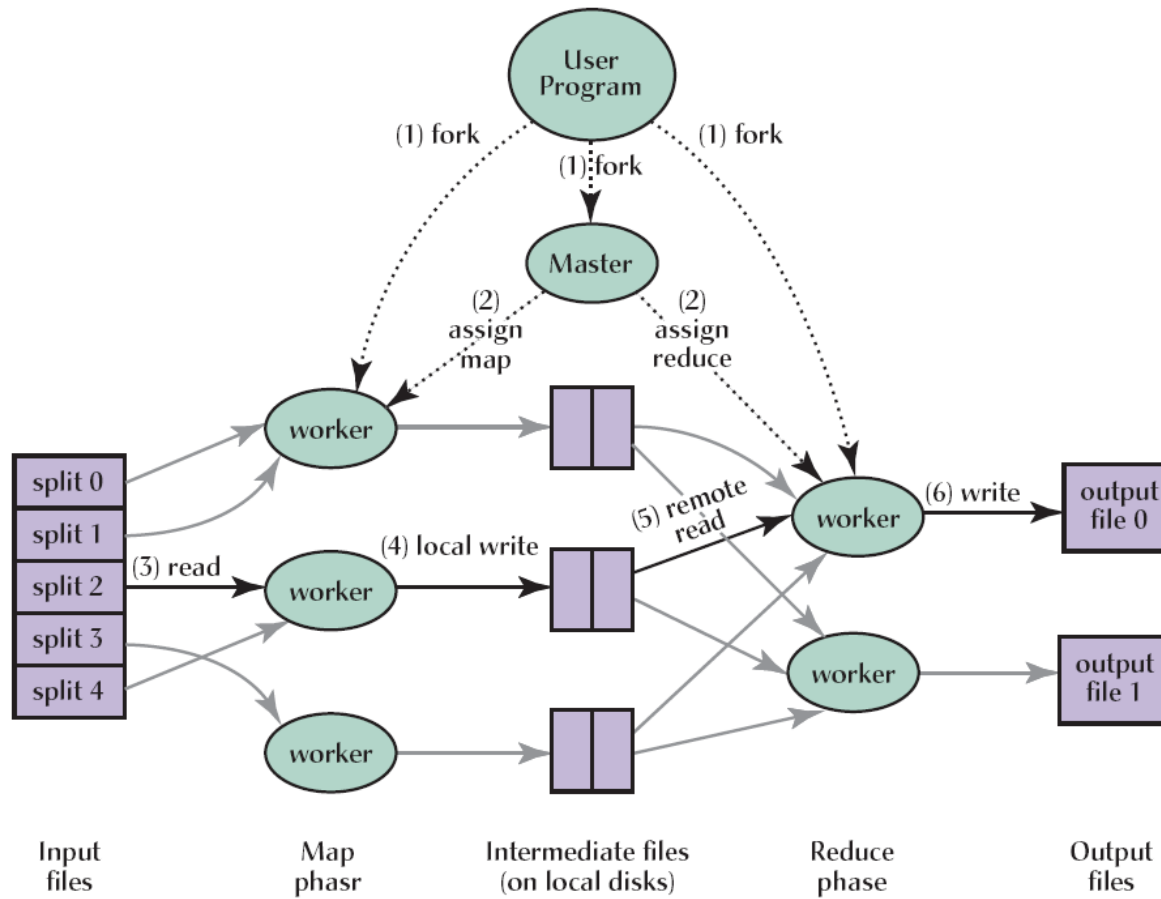 User
Program
(1) fork
(1) fork
(1) fork
Master
(2)
assign
map
(2)
assign
reduce
worker
split 0
split 1
split 2
split 3
split 4
(3) read
worker
(4) local write
worker
(5) remote
read
worker
(6) write
output
file 0
worker
output
file 1
Input
files
Map
phasr
Intermediate files
(on local disks)
Reduce
phase
Output
files